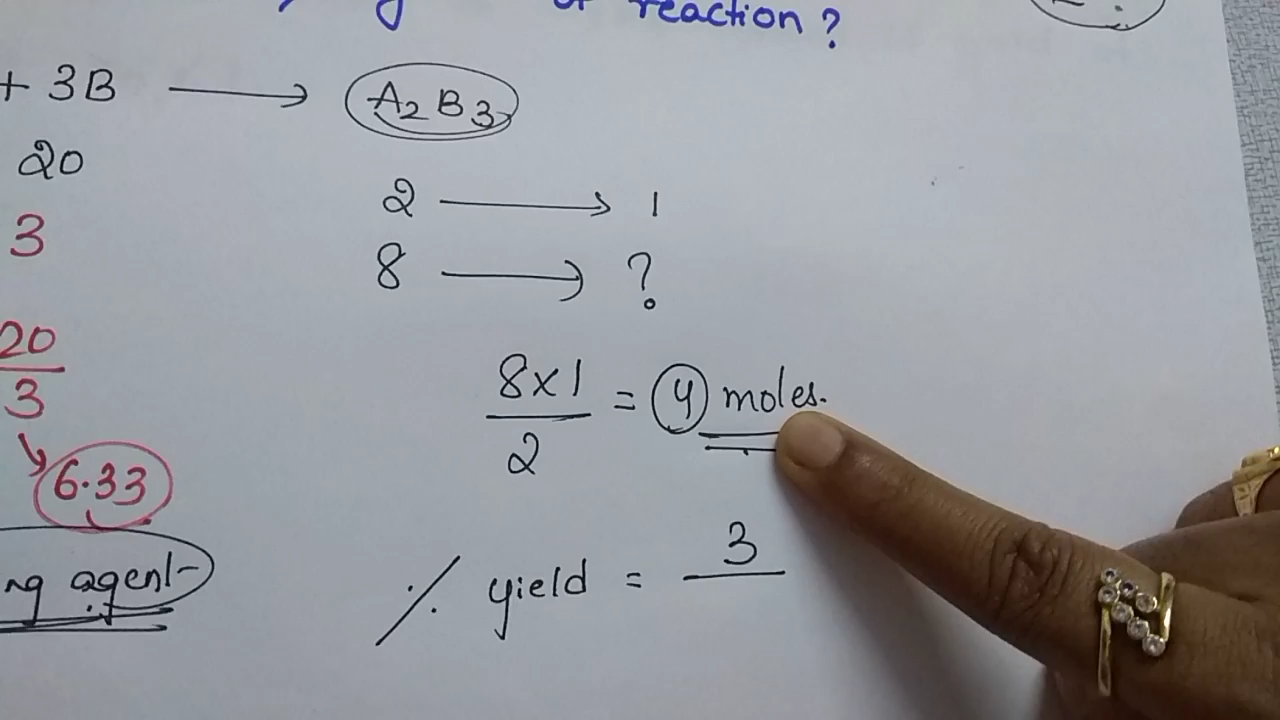 of reaction?
+ 3B → A2B3
20
3
2 → 1
8 → ?
20
3
8x1
2
= 4 moles.
6.33
ng agent
% yield = 3